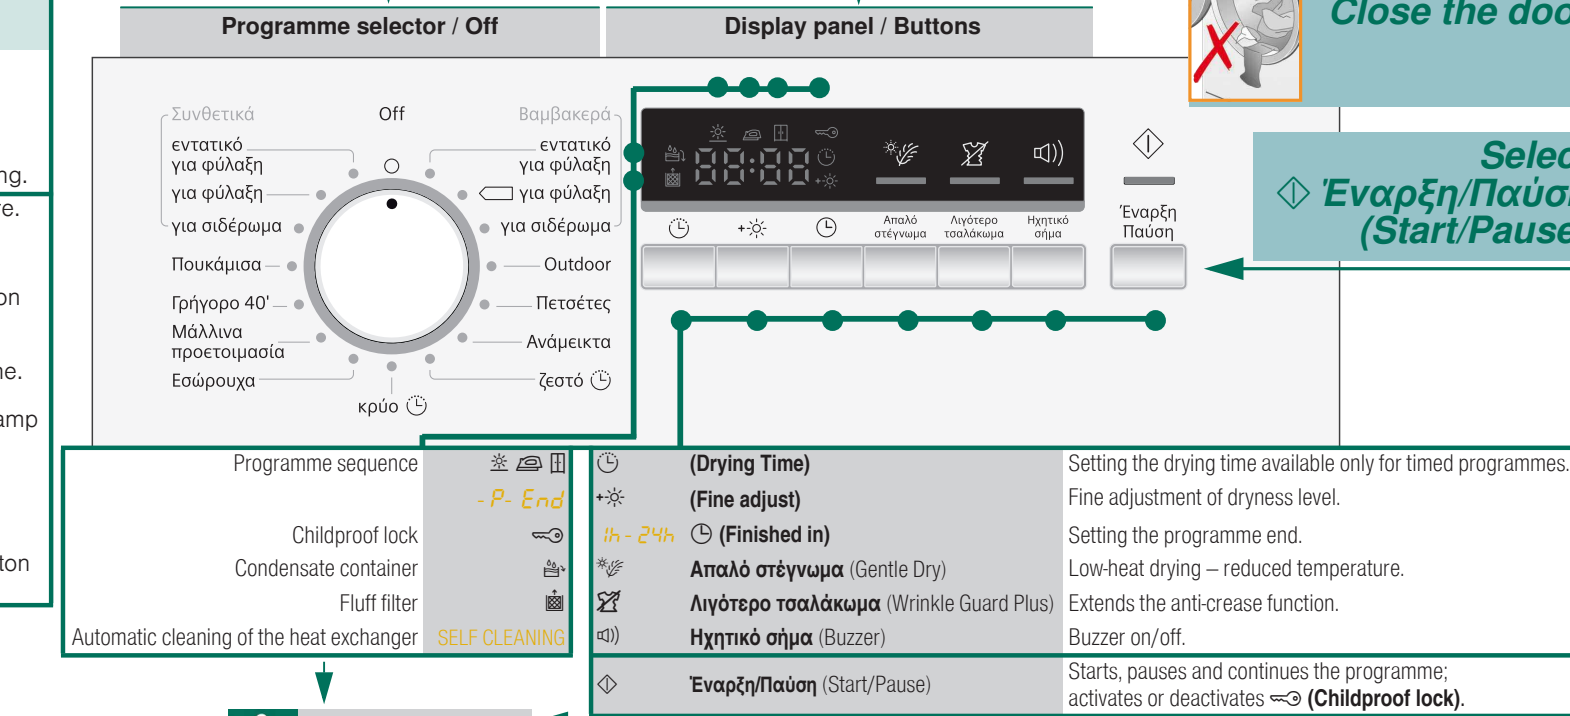 Programme selector / Off
Display panel / Buttons
Close the doo
ng.
e.
on
ne.
amp
ton
Συνθετικά
Off
Βαμβακερά
εντατικό
για φύλαξη
για φύλαξη
για σιδέρωμα
Πουκάμισα
Γρήγορο 40'
Μάλλινα
προετοιμασία
Εσώρουχα
κρύο
εντατικό
για φύλαξη
για φύλαξη
για σιδέρωμα
Outdoor
Πετσέτες
Ανάμεικτα
ζεστό
88:88
Απαλό
στέγνωμα
Λιγότερο
τσαλάκωμα
Ηχητικό
σήμα
Έναρξη
Παύση
Selec
Έναρξη/Παύσ
(Start/Pause
Programme sequence
- P - End
Childproof lock
Condensate container
Fluff filter
Automatic cleaning of the heat exchanger SELF CLEANING
(Drying Time) Setting the drying time available only for timed programmes.
(Fine adjust) Fine adjustment of dryness level.
1h - 24h (Finished in) Setting the programme end.
Απαλό στέγνωμα (Gentle Dry) Low-heat drying – reduced temperature.
Λιγότερο τσαλάκωμα (Wrinkle Guard Plus) Extends the anti-crease function.
Ηχητικό σήμα (Buzzer) Buzzer on/off.
Έναρξη/Παύση (Start/Pause) Starts, pauses and continues the programme;
activates or deactivates (Childproof lock).